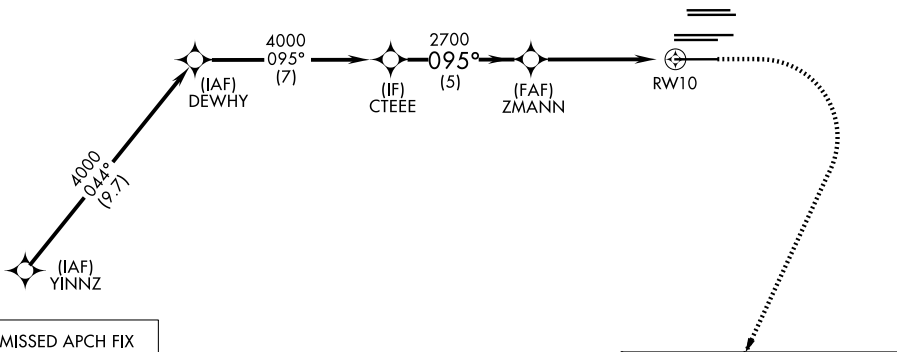 4000
095°
(7)
2700
095°
(5)
(IAF)
DEWHY
(IF)
CTEEE
(FAF)
ZMANN
RW10
4000
044°
(9.7)
(IAF)
YINNZ
MISSED APCH FIX